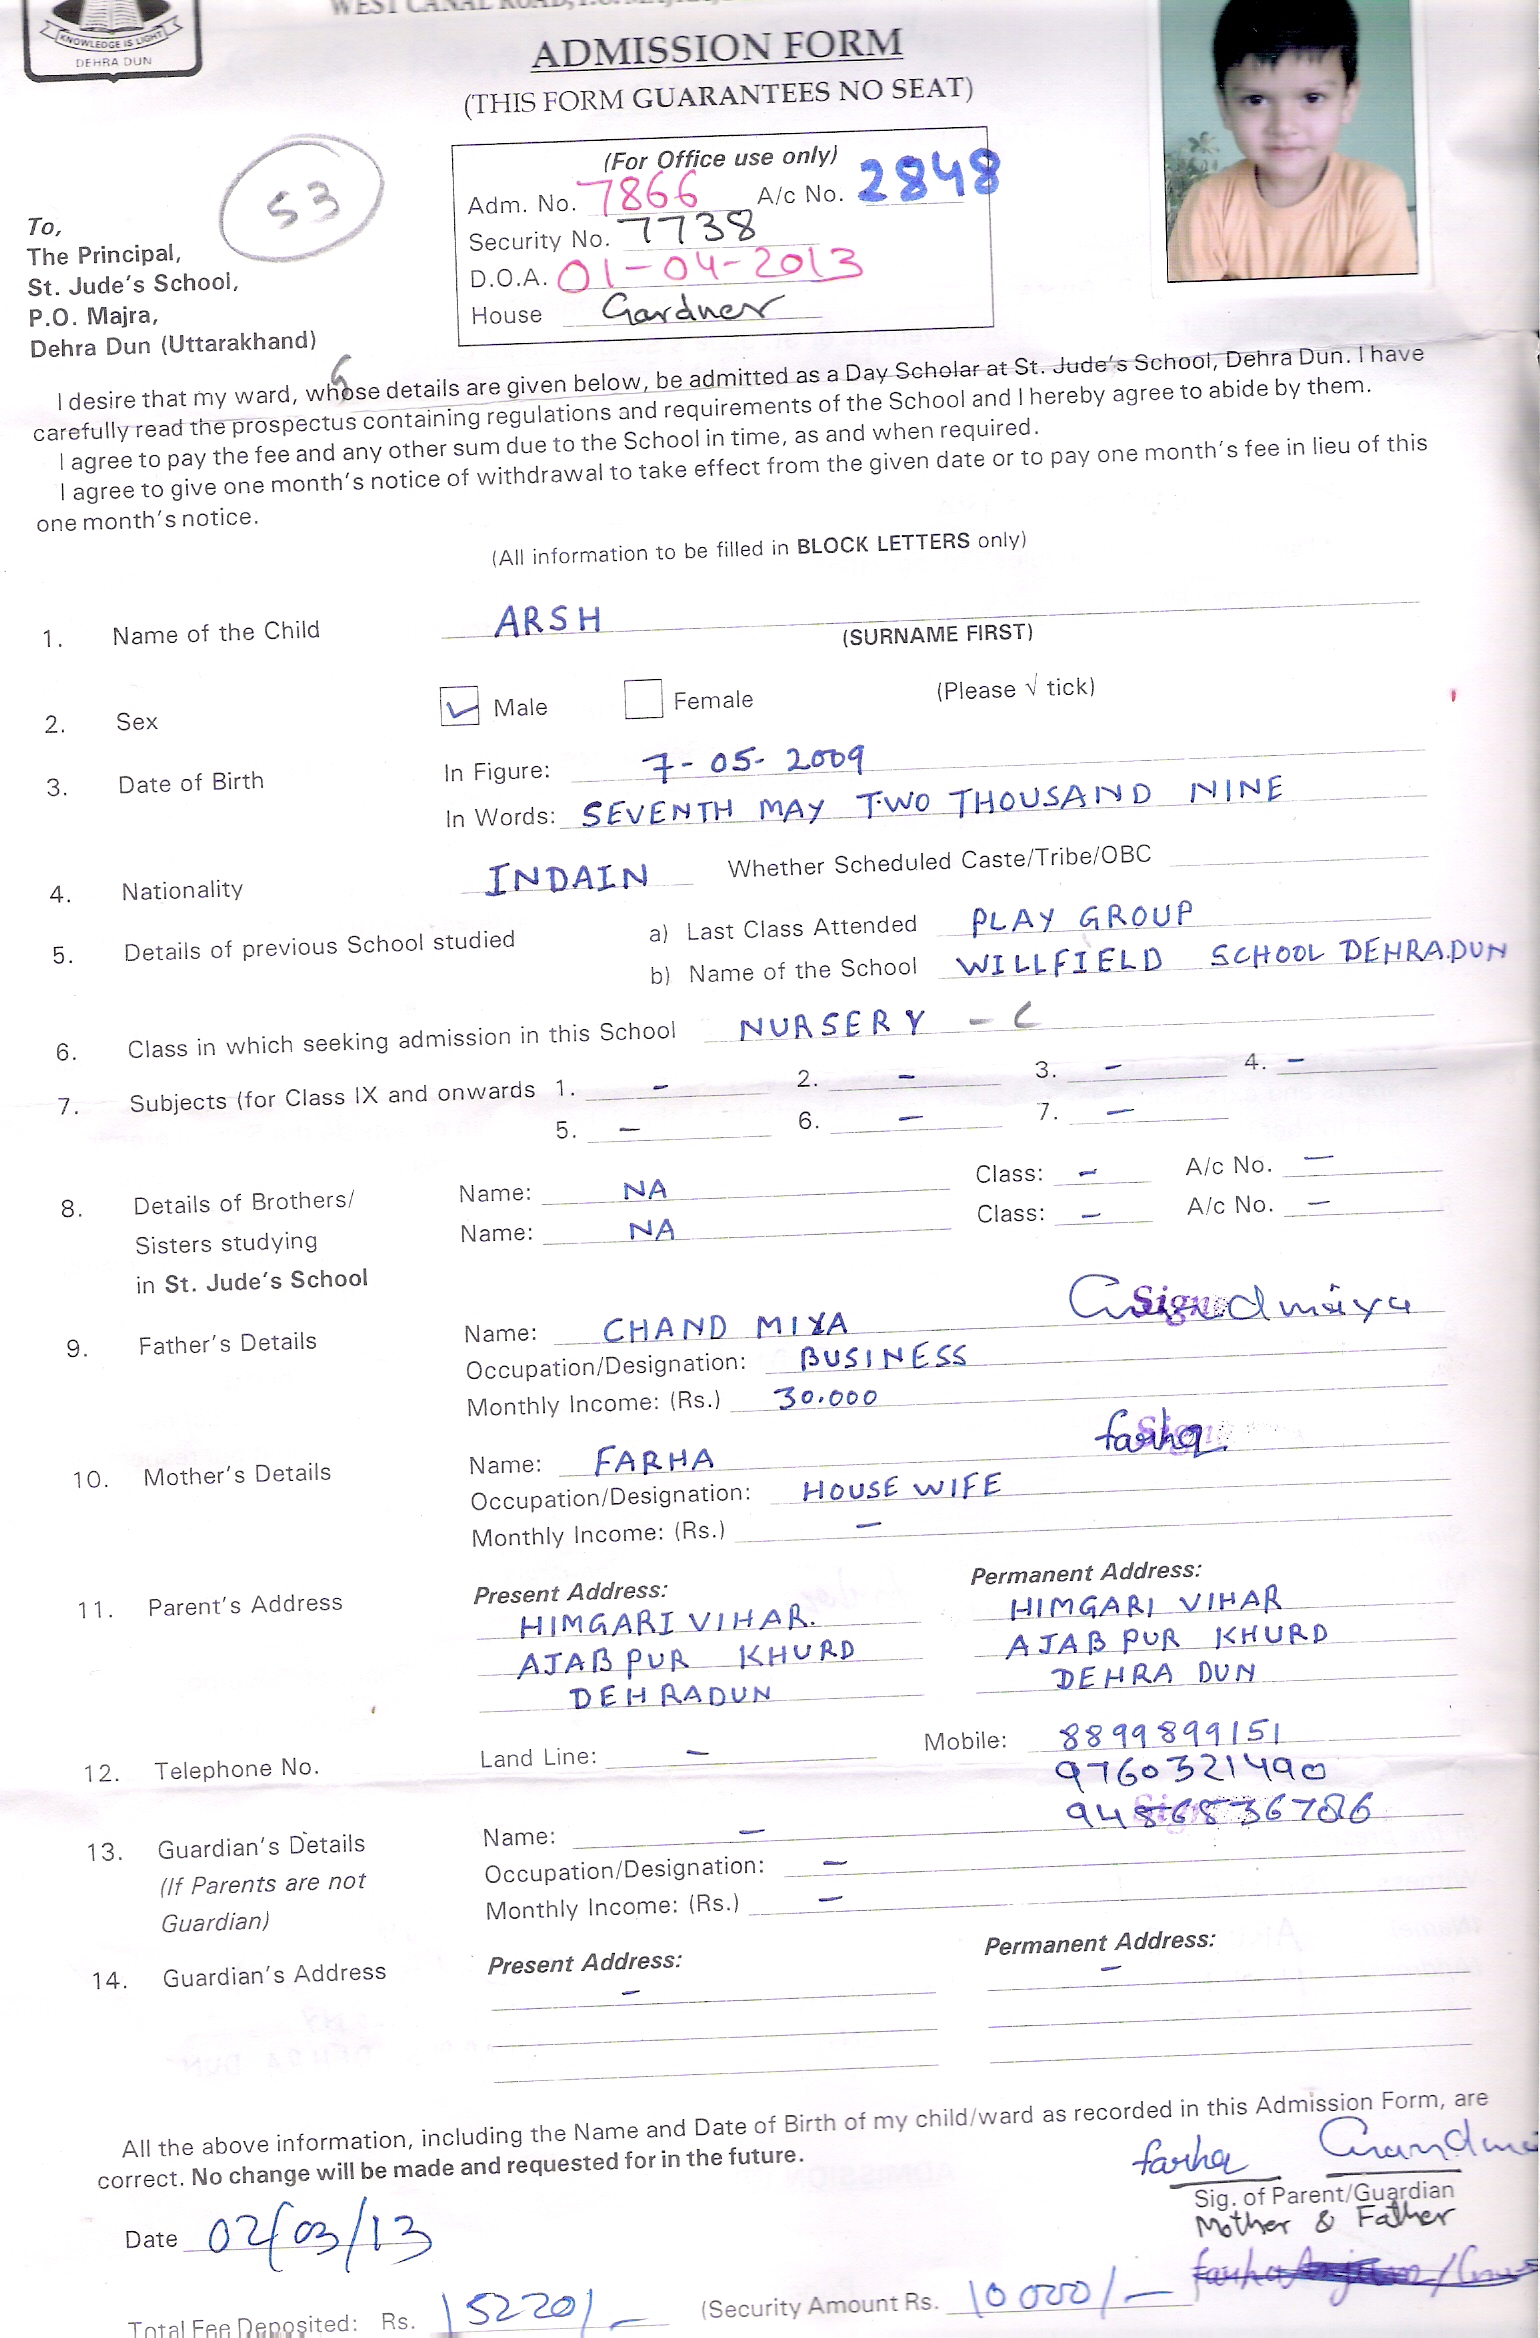 WEST CANAL ROAD, P.O. MAJRA,
KNOWLEDGE IS LIGHT
DEHRA DUN
ADMISSION FORM
(THIS FORM GUARANTEES NO SEAT)
53
(For Office use only)
Adm. No. 7866 A/c No. 2848
Security No. 7738
D.O.A. 01-04-2013
House Gardner
To,
The Principal,
St. Jude's School,
P.O. Majra,
Dehra Dun (Uttarakhand)
I desire that my ward, whose details are given below, be admitted as a Day Scholar at St. Jude's School, Dehra Dun. I have
carefully read the prospectus containing regulations and requirements of the School and I hereby agree to abide by them.
I agree to pay the fee and any other sum due to the School in time, as and when required.
I agree to give one month's notice of withdrawal to take effect from the given date or to pay one month's fee in lieu of this
one month's notice.
(All information to be filled in BLOCK LETTERS only)
1. Name of the Child ARSH
(SURNAME FIRST)
2. Sex Male Female (Please √ tick)
3. Date of Birth In Figure: 7-05-2009
In Words: SEVENTH MAY TWO THOUSAND NINE
4. Nationality INDAIN Whether Scheduled Caste/Tribe/OBC
5. Details of previous School studied a) Last Class Attended PLAY GROUP
b) Name of the School WILLFIELD SCHOOL DEHRADUN
6. Class in which seeking admission in this School NURSERY - C
7. Subjects (for Class IX and onwards 1. - 2. - 3. - 4. -
5. - 6. - 7. -
8. Details of Brothers/ Name: NA Class: - A/c No. -
Sisters studying Name: NA Class: - A/c No. -
in St. Jude's School
9. Father's Details Name: CHAND MIYA Chandmiya
Occupation/Designation: BUSINESS
Monthly Income: (Rs.) 30.000
10. Mother's Details Name: FARHA farha
Occupation/Designation: HOUSE WIFE
Monthly Income: (Rs.) -
11. Parent's Address Present Address: Permanent Address:
HIMGARI VIHAR. HIMGARI VIHAR
AJABPUR KHURD AJABPUR KHURD
DEHRADUN DEHRA DUN
12. Telephone No. Land Line: - Mobile: 8899899151
9760321490
13. Guardian's Details Name: -
(If Parents are not Occupation/Designation: -
Guardian) Monthly Income: (Rs.) -
14. Guardian's Address Present Address: Permanent Address:
- -
All the above information, including the Name and Date of Birth of my child/ward as recorded in this Admission Form, are
correct. No change will be made and requested for in the future.
farha
Sig. of Parent/Guardian
Mother & Father
Date 02/03/13
Total Fee Deposited: Rs. 15220/- (Security Amount Rs. 10000/-